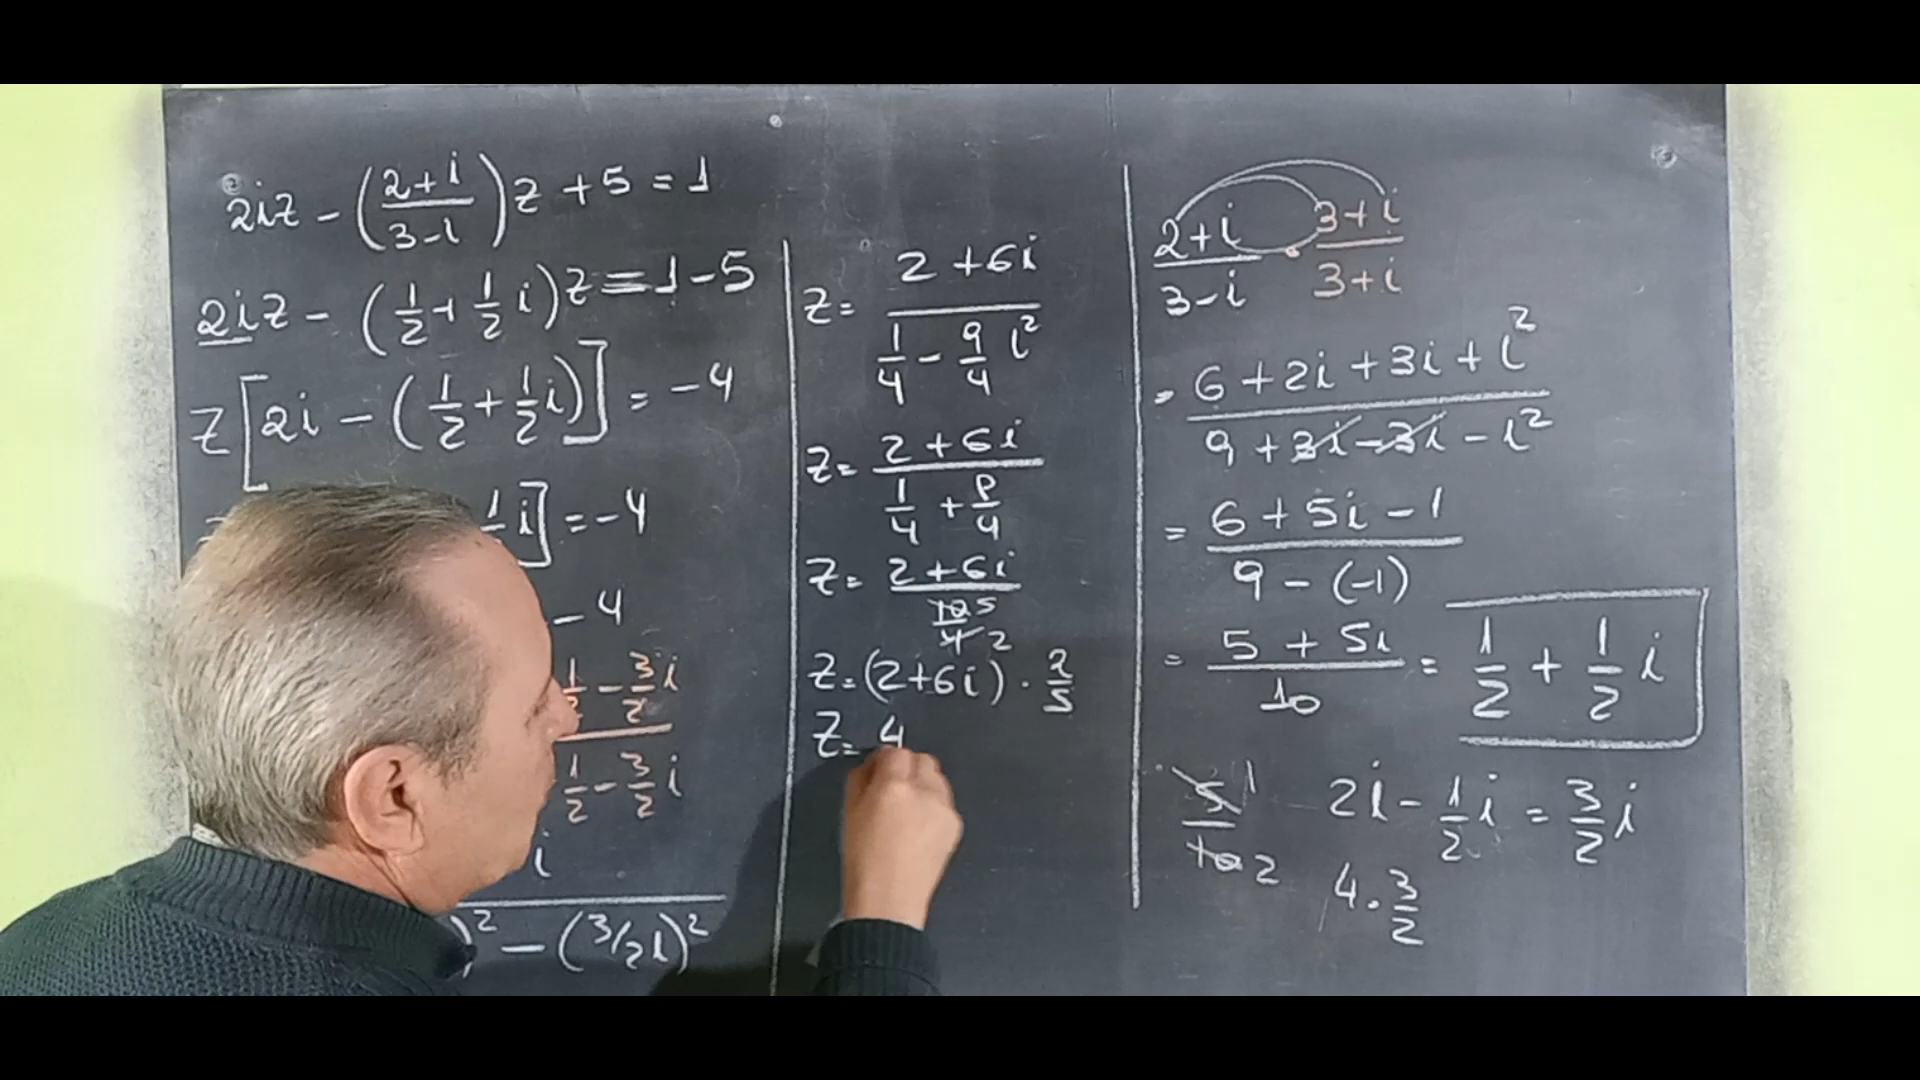 2iz - (2+i/3-i)z + 5 = 1
2iz - (1/2 + 1/2 i)z = 1 - 5
z[2i - (1/2 + 1/2 i)] = -4
1/2 i] = -4
- 4
1/2 - 3/2 i
1/2 - 3/2 i
i
)² - (3/2 i)²
z = 2 + 6i / 1/4 - 9/4 i²
z = 2 + 6i / 1/4 + 9/4
z = 2 + 6i / 10 5 / 4 2
z = (2+6i) · 2/5
z = 4
2+i/3-i · 3+i/3+i
= 6 + 2i + 3i + i² / 9 + 3i - 3i - i²
= 6 + 5i - 1 / 9 - (-1)
= 5 + 5i / 10 = 1/2 + 1/2 i
5 1 / 10 2
2i - 1/2 i = 3/2 i
4 · 3/2